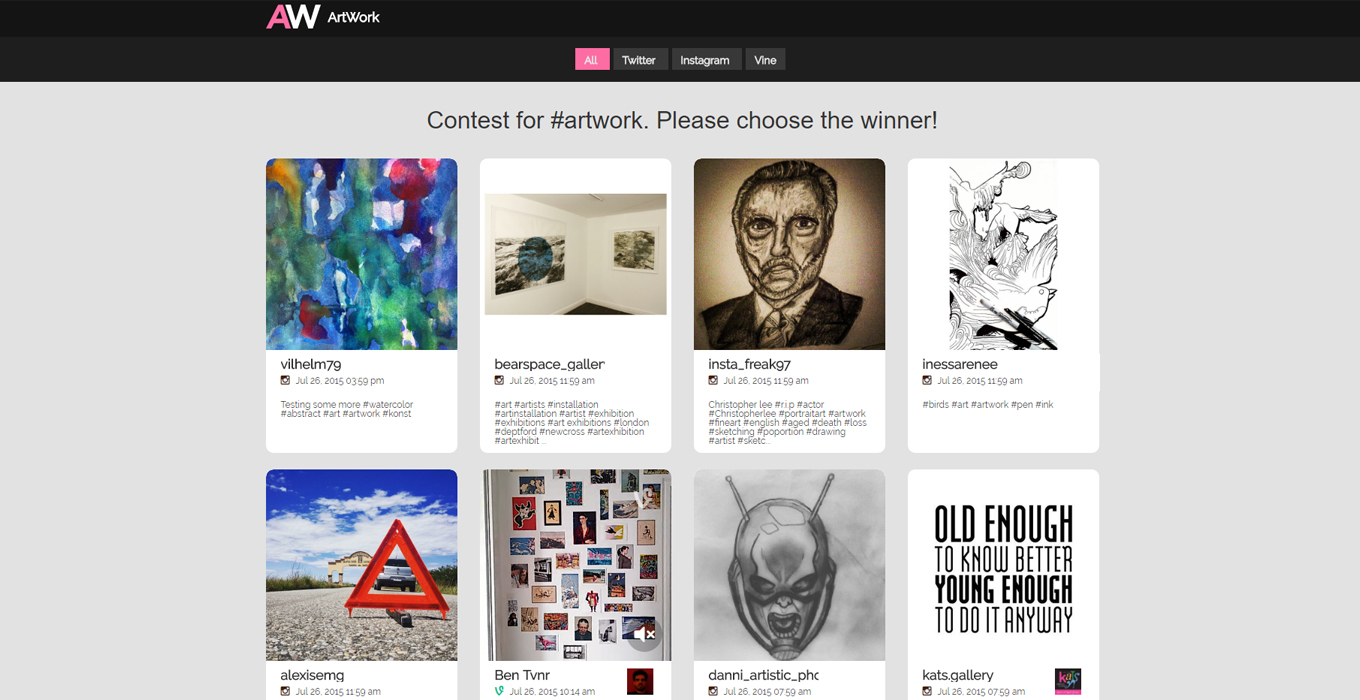 AW ArtWork
All Twitter Instagram Vine
Contest for #artwork. Please choose the winner!
vilhelm79
Jul 26, 2015 03:59 pm
Testing some more #watercolor
#abstract #art #artwork #konst
bearspace_galler
Jul 26, 2015 11:59 am
#art #artists #installation
#artinstallation #artist #exhibition
#exhibitions #art exhibitions #london
#deptford #newcross #artexhibition
#artexhibit ...
insta_freak97
Jul 26, 2015 11:59 am
Christopher lee #r.i.p #actor
#Christopherlee #portraitart #artwork
#fineart #english #aged #death #loss
#sketching #poportion #drawing
#artist #sketc...
inessarenee
Jul 26, 2015 11:59 am
#birds #art #artwork #pen #ink
alexisemg
Jul 26, 2015 11:59 am
Ben Tvnr
Jul 26, 2015 10:14 am
danni_artistic_pho
Jul 26, 2015 07:59 am
OLD ENOUGH
TO KNOW BETTER
YOUNG ENOUGH
TO DO IT ANYWAY
kats.gallery
Jul 26, 2015 07:59 am